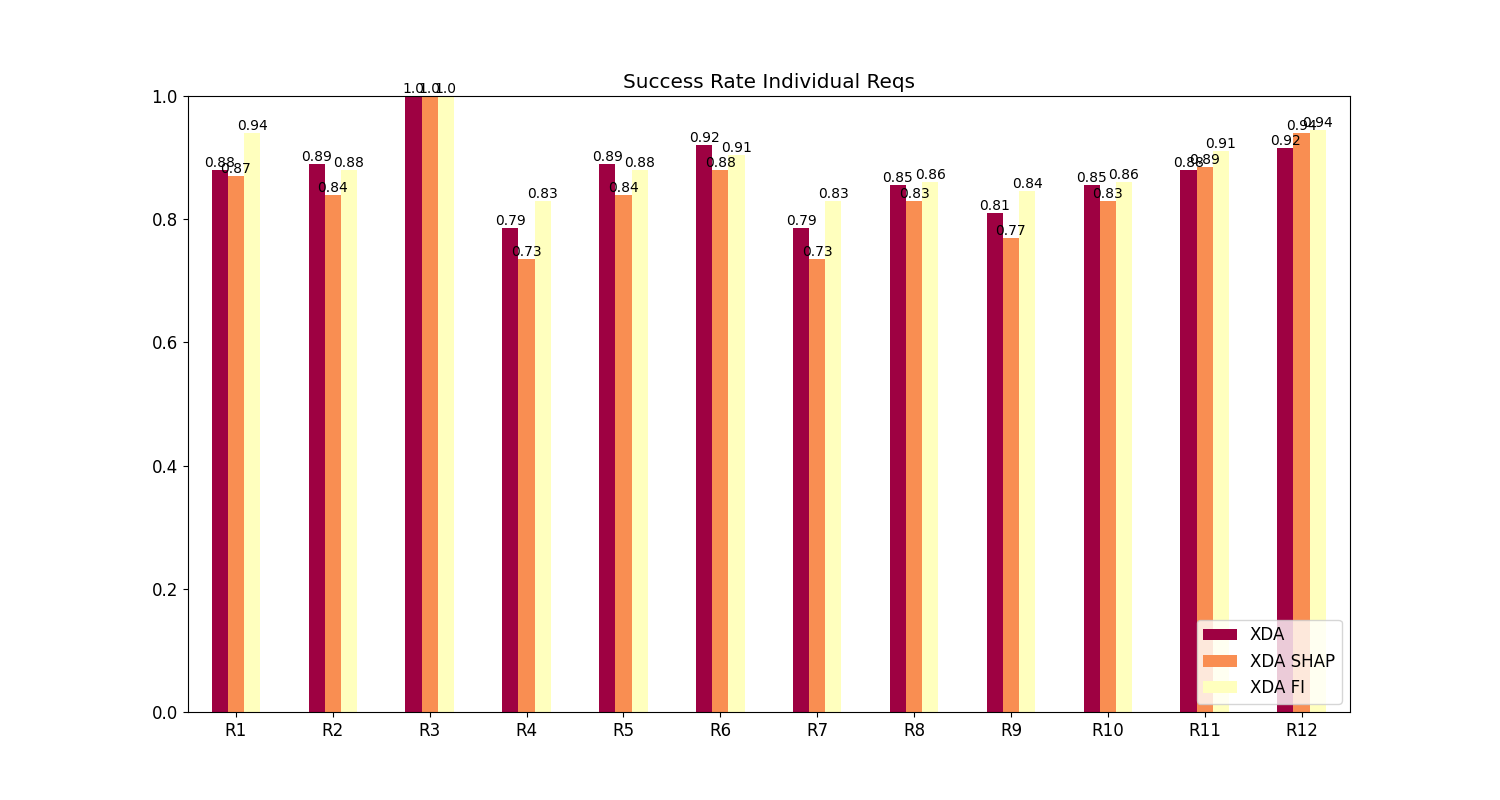 Success Rate Individual Reqs
1.0 1.0 1.0
0.94 0.94 0.94
0.88 0.87 0.89 0.84 0.88 0.79 0.73 0.83 0.89 0.84 0.88 0.92 0.88 0.91 0.79 0.73 0.83 0.85 0.83 0.86 0.81 0.77 0.84 0.85 0.83 0.86 0.88 0.89 0.91 0.92
1.0
0.8
0.6
0.4
0.2
0.0
R1 R2 R3 R4 R5 R6 R7 R8 R9 R10 R11 R12
XDA
XDA SHAP
XDA FI